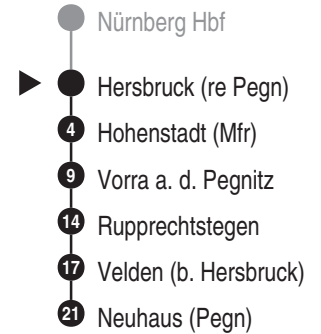 Nürnberg Hbf
Hersbruck (re Pegn)
4 Hohenstadt (Mfr)
9 Vorra a. d. Pegnitz
14 Rupprechtstegen
17 Velden (b. Hersbruck)
21 Neuhaus (Pegn)